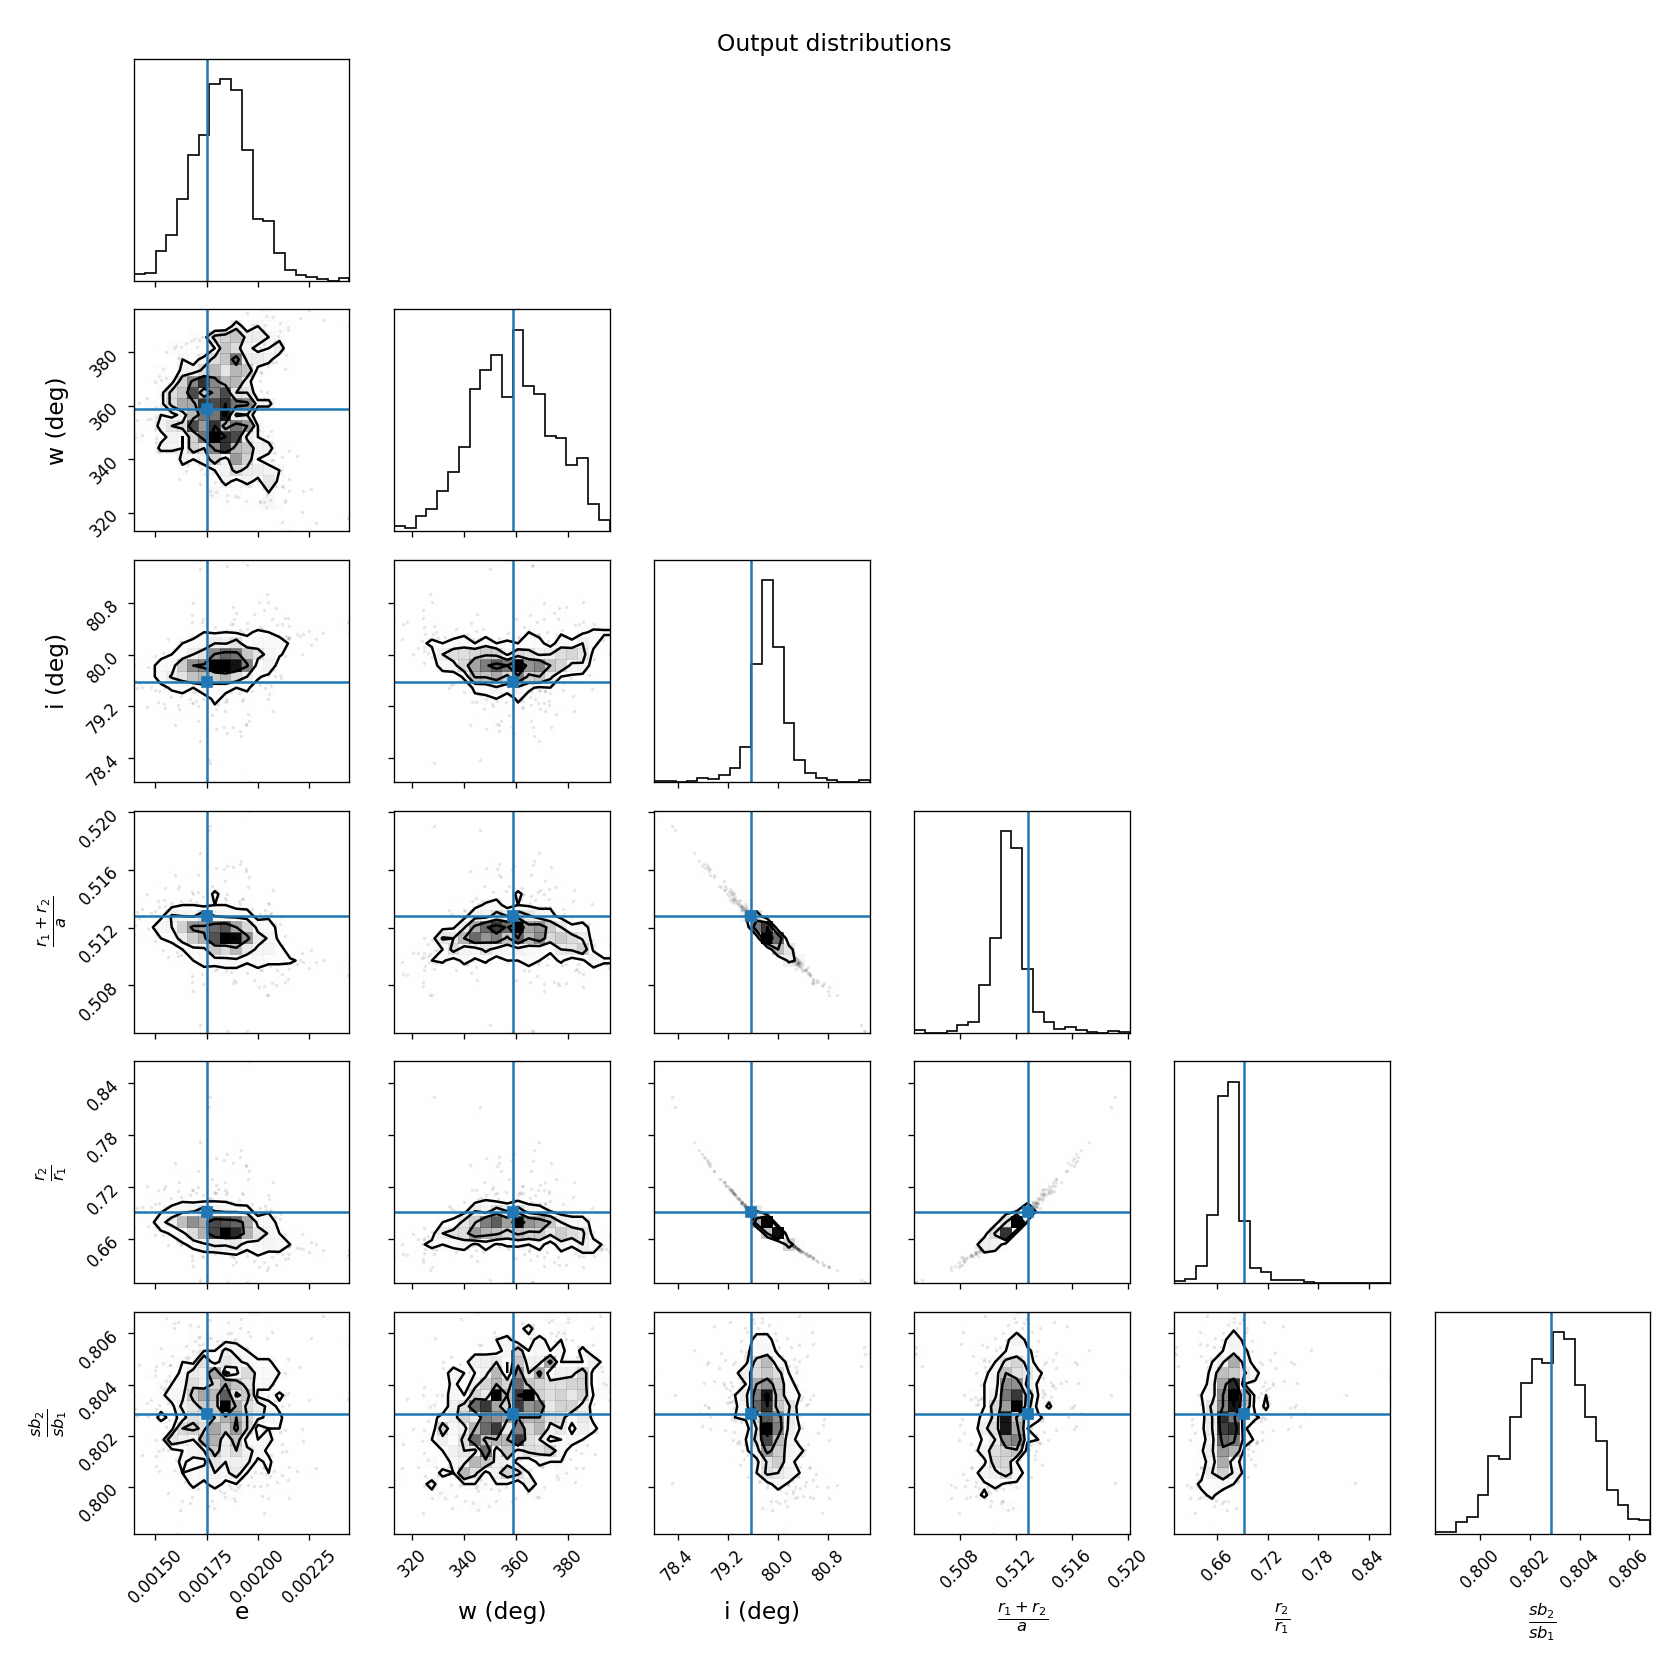 Output distributions
w (deg)
380
360
340
320
i (deg)
80.8
80.0
79.2
78.4
r₁ + r₂
a
0.520
0.516
0.512
0.508
r₂
r₁
0.84
0.78
0.72
0.66
sb₂
sb₁
0.806
0.804
0.802
0.800
0.00150 0.00175 0.00200 0.00225
320 340 360 380
78.4 79.2 80.0 80.8
0.508 0.512 0.516 0.520
0.66 0.72 0.78 0.84
0.800 0.802 0.804 0.806
e
w (deg)
i (deg)
r₁ + r₂
a
r₂
r₁
sb₂
sb₁